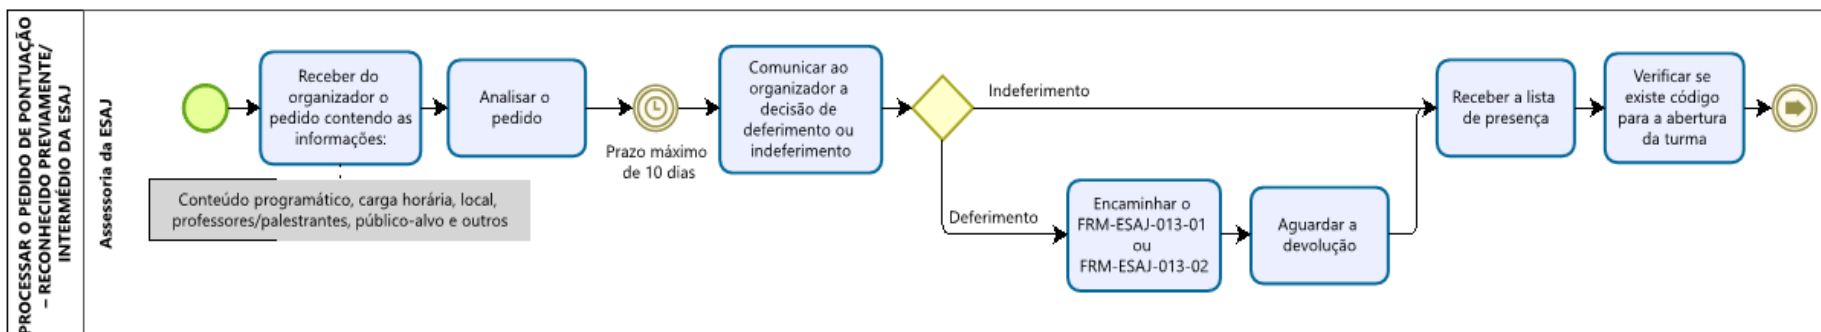 PROCESSAR O PEDIDO DE PONTUAÇÃO
– RECONHECIDO PREVIAMENTE/
INTERMÉDIO DA ESAJ
Assessoria da ESAJ
Receber do
organizador o
pedido contendo as
informações:
Conteúdo programático, carga horária, local,
professores/palestrantes, público-alvo e outros
Analisar o
pedido
Prazo máximo
de 10 dias
Comunicar ao
organizador a
decisão de
deferimento ou
indeferimento
Indeferimento
Deferimento
Encaminhar o
FRM-ESAJ-013-01
ou
FRM-ESAJ-013-02
Aguardar a
devolução
Receber a lista
de presença
Verificar se
existe código
para a abertura
da turma